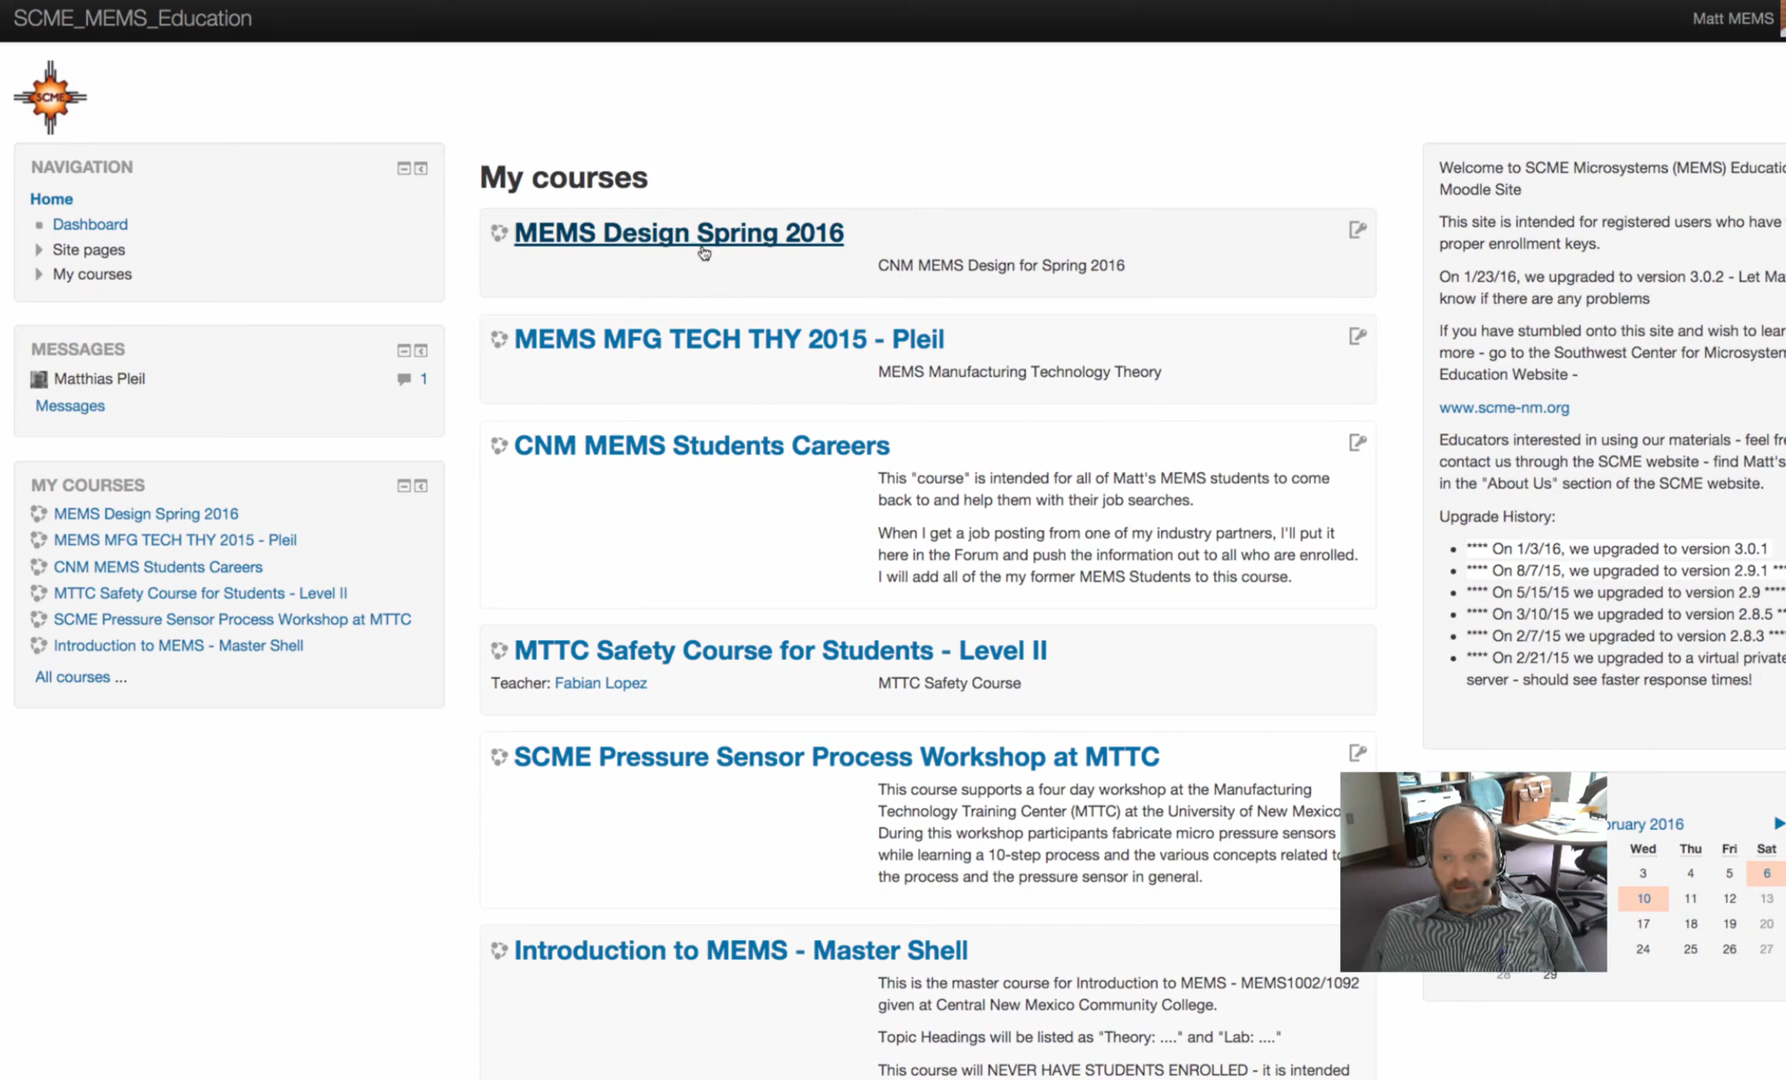 SCME_MEMS_Education
Matt MEMS
SCME
NAVIGATION
Home
Dashboard
Site pages
My courses
MESSAGES
Matthias Pleil
1
Messages
MY COURSES
MEMS Design Spring 2016
MEMS MFG TECH THY 2015 - Pleil
CNM MEMS Students Careers
MTTC Safety Course for Students - Level II
SCME Pressure Sensor Process Workshop at MTTC
Introduction to MEMS - Master Shell
All courses ...
My courses
MEMS Design Spring 2016
CNM MEMS Design for Spring 2016
MEMS MFG TECH THY 2015 - Pleil
MEMS Manufacturing Technology Theory
CNM MEMS Students Careers
This "course" is intended for all of Matt's MEMS students to come
back to and help them with their job searches.
When I get a job posting from one of my industry partners, I'll put it
here in the Forum and push the information out to all who are enrolled.
I will add all of the my former MEMS Students to this course.
MTTC Safety Course for Students - Level II
Teacher: Fabian Lopez
MTTC Safety Course
SCME Pressure Sensor Process Workshop at MTTC
This course supports a four day workshop at the Manufacturing
Technology Training Center (MTTC) at the University of New Mexico
During this workshop participants fabricate micro pressure sensors
while learning a 10-step process and the various concepts related
the process and the pressure sensor in general.
Introduction to MEMS - Master Shell
This is the master course for Introduction to MEMS - MEMS1002/1092
given at Central New Mexico Community College.
Topic Headings will be listed as "Theory: ...." and "Lab: ...."
This course will NEVER HAVE STUDENTS ENROLLED - it is intended
Welcome to SCME Microsystems (MEMS)
Moodle Site
This site is intended for registered users who have
proper enrollment keys.
On 1/23/16, we upgraded to version 3.0.2 - Let
know if there are any problems
If you have stumbled onto this site and wish to
more - go to the Southwest Center for
Education Website -
www.scme-nm.org
Educators interested in using our materials - feel
contact us through the SCME website - find Matt's
in the "About Us" section of the SCME website.
Upgrade History:
**** On 1/3/16, we upgraded to version 3.0.1
**** On 8/7/15, we upgraded to version 2.9.1 **
**** On 5/15/15 we upgraded to version 2.9 ****
**** On 3/10/15 we upgraded to version 2.8.5 **
**** On 2/7/15 we upgraded to version 2.8.3 ***
**** On 2/21/15 we upgraded to a virtual private
server - should see faster response times!
2016
Wed Thu Fri Sat
3 4 5 6
10 11 12 13
17 18 19 20
24 25 26 27
28 29